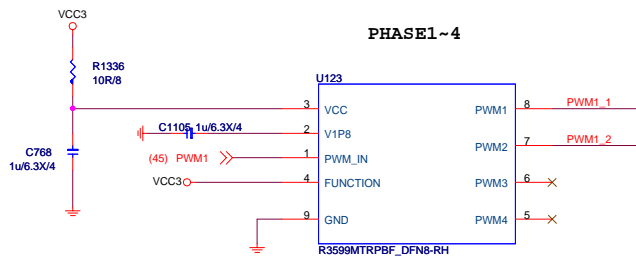 VCC3
PHASE1~4
R1336
10R/8
U123
3 VCC PWM1 8 PWM1_1
C1105 1u/6.3X/4
2 V1P8
C768
1u/6.3X/4
PWM2 7 PWM1_2
(45) PWM1 1 PWM_IN
VCC3 4 FUNCTION PWM3 6
9 GND PWM4 5
R3599MTRPBF_DFN8-RH